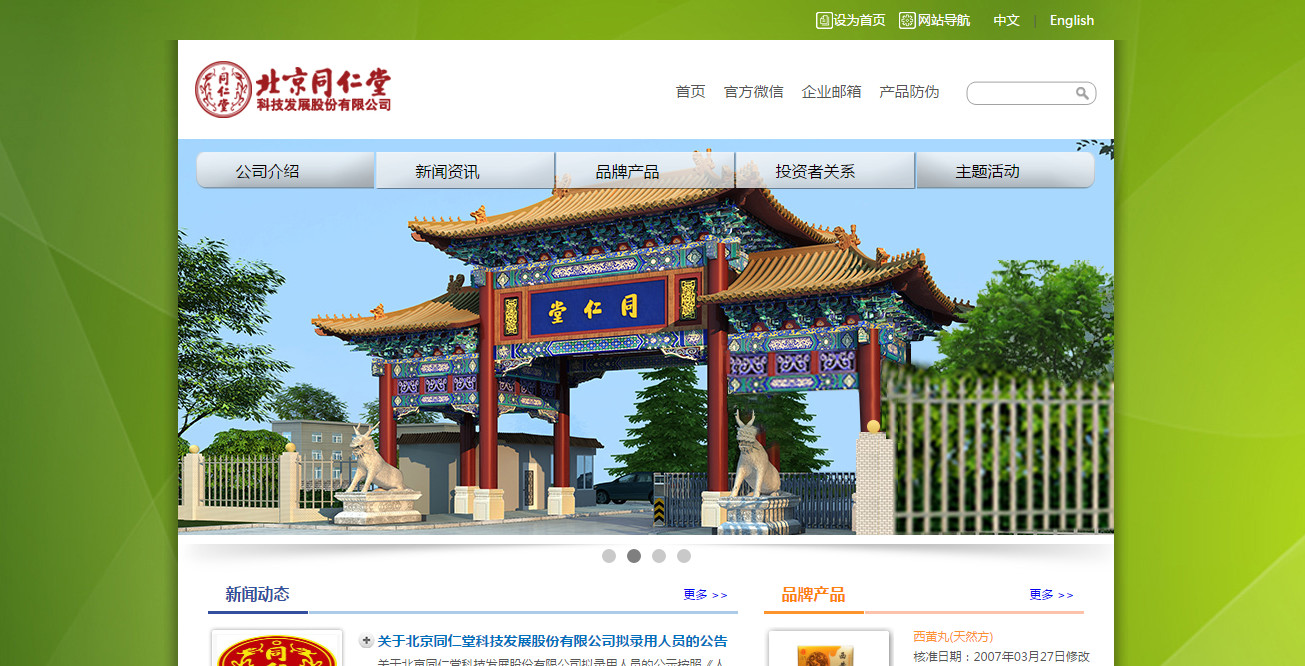 设为首页 网站导航 中文 | English
同仁堂
北京同仁堂
科技发展股份有限公司
首页 官方微信 企业邮箱 产品防伪
公司介绍 新闻资讯 品牌产品 投资者关系 主题活动
堂仁同
新闻动态 更多 >>
品牌产品 更多 >>
关于北京同仁堂科技发展股份有限公司拟录用人员的公告
关于北京同仁堂科技发展股份有限公司拟录用人员的公示按照《人
同仁
西黄丸(天然方)
核准日期：2007年03月27日修改